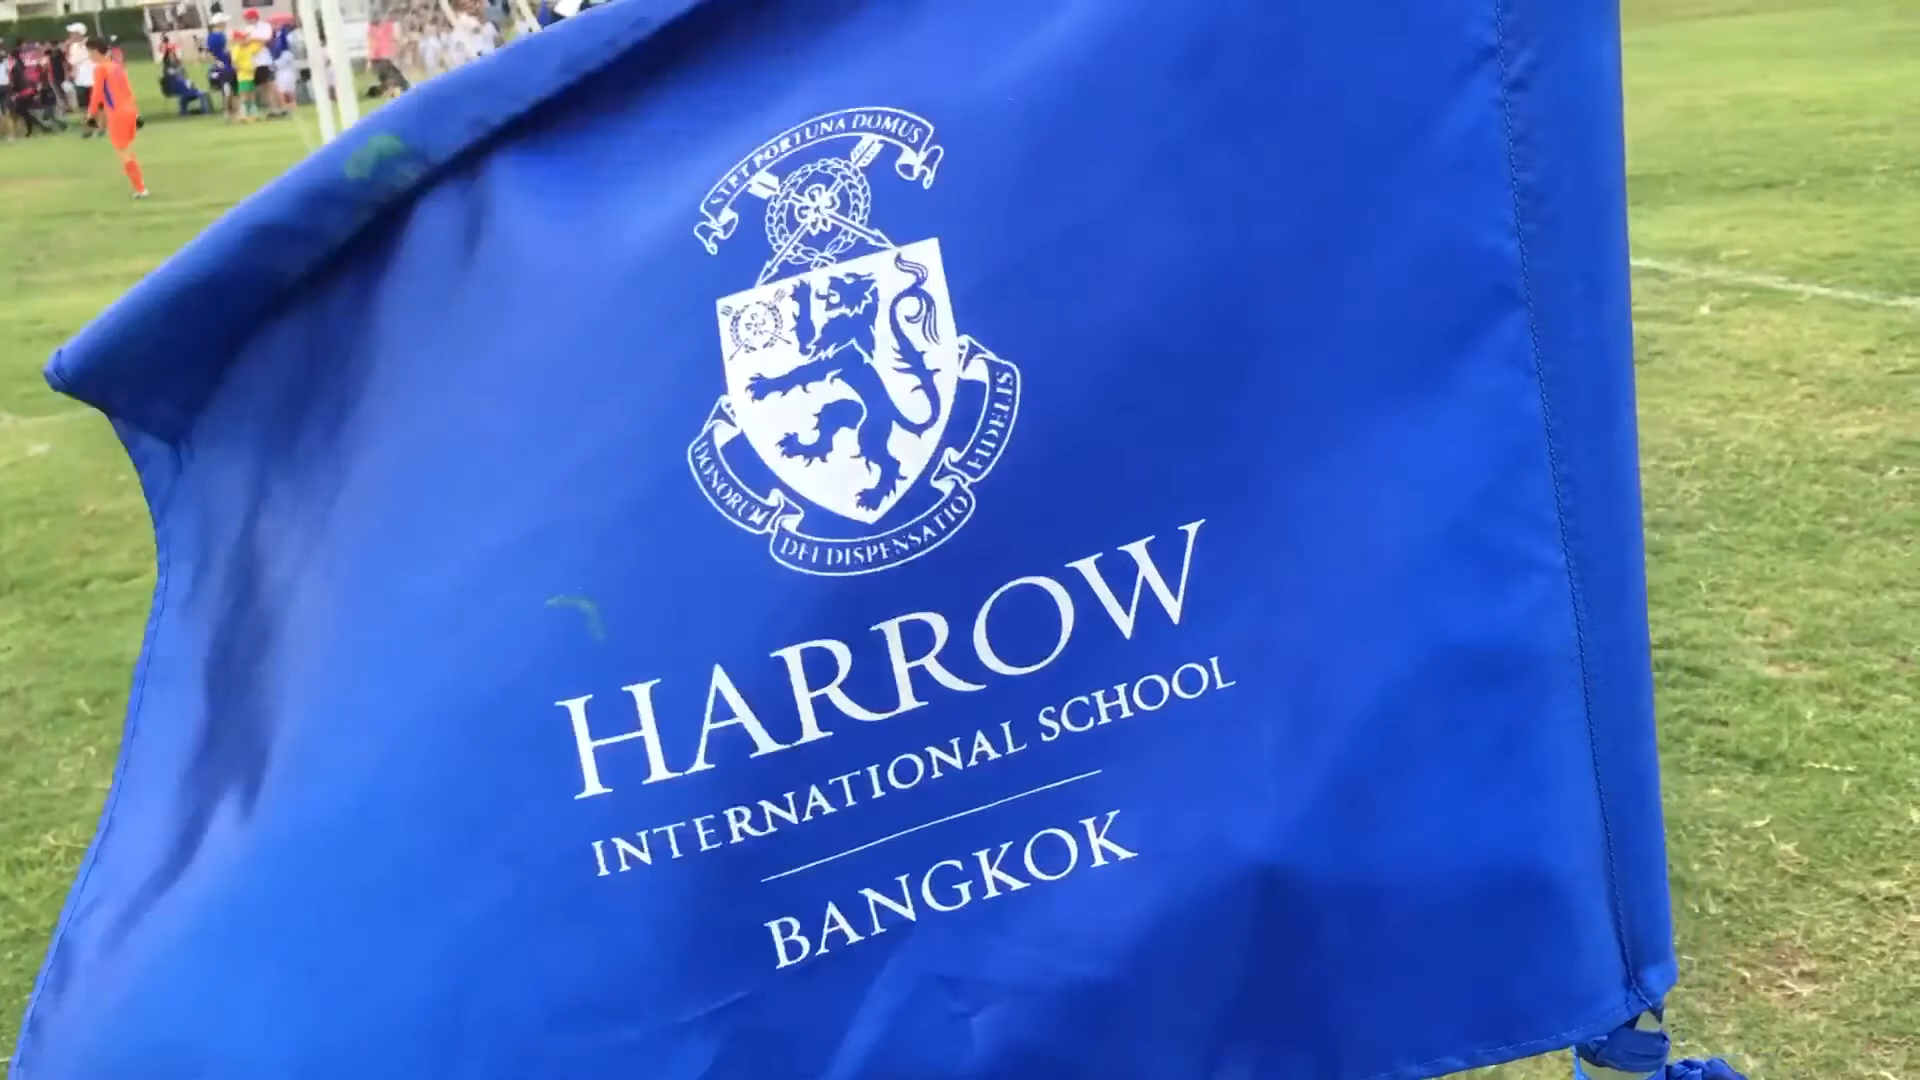 STET FORTUNA DOMUS
DONORUM DEI DISPENSATIO FIDELIS
HARROW
INTERNATIONAL SCHOOL
BANGKOK